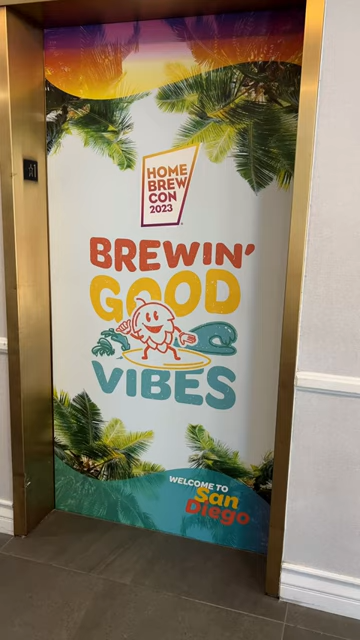 HOME
BREW
CON
2023
BREWIN'
GOOD
VIBES
WELCOME TO
San
Diego